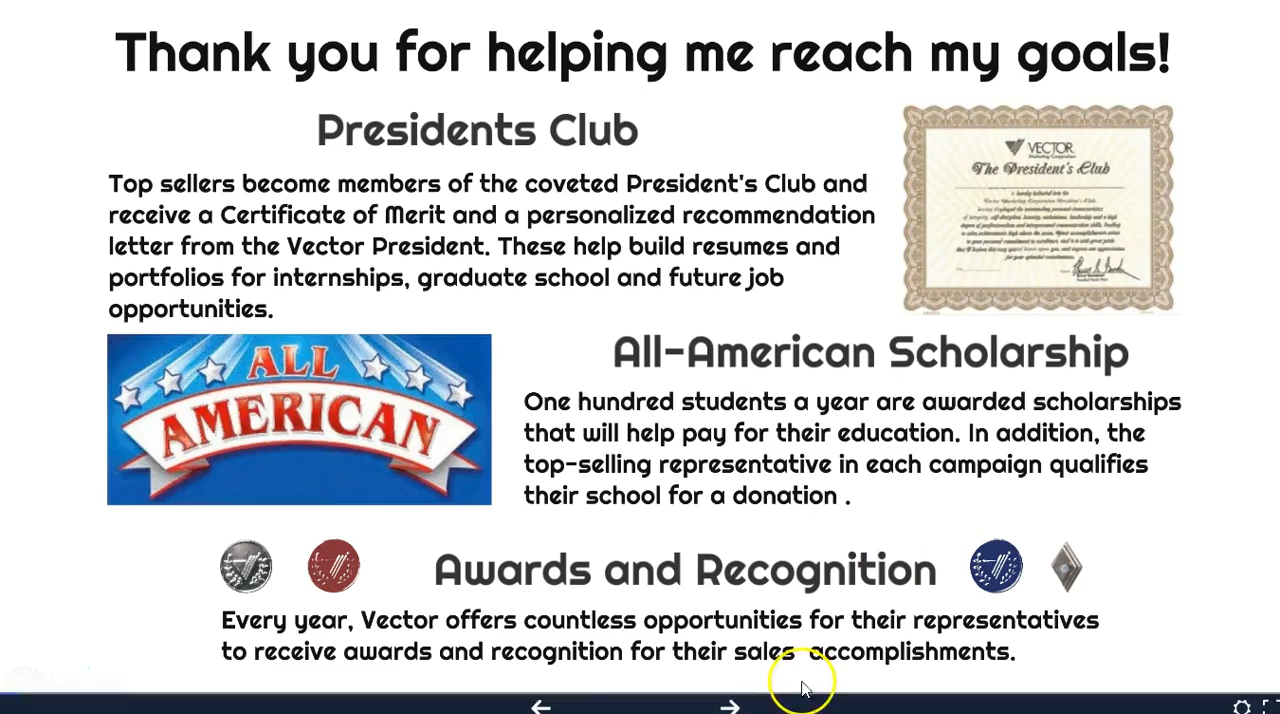 Thank you for helping me reach my goals!
Presidents Club
Top sellers become members of the coveted President's Club and
receive a Certificate of Merit and a personalized recommendation
letter from the Vector President. These help build resumes and
portfolios for internships, graduate school and future job
opportunities.
VECTOR
Marketing Corporation
The President's Club
ALL
AMERICAN
All-American Scholarship
One hundred students a year are awarded scholarships
that will help pay for their education. In addition, the
top-selling representative in each campaign qualifies
their school for a donation .
Awards and Recognition
Every year, Vector offers countless opportunities for their representatives
to receive awards and recognition for their sales accomplishments.